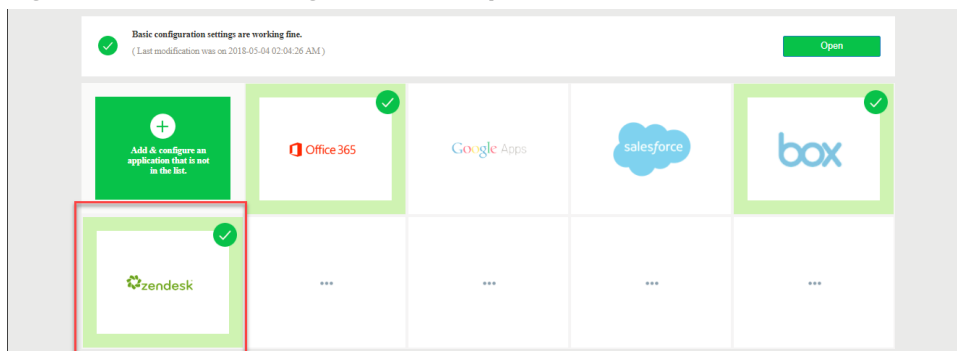 Basic configuration settings are working fine.
( Last modification was on 2018-05-04 02:04:26 AM )
Open
Add & configure an
application that is not
in the list.
Office 365
Google Apps
salesforce
box
zendesk
...
...
...
...